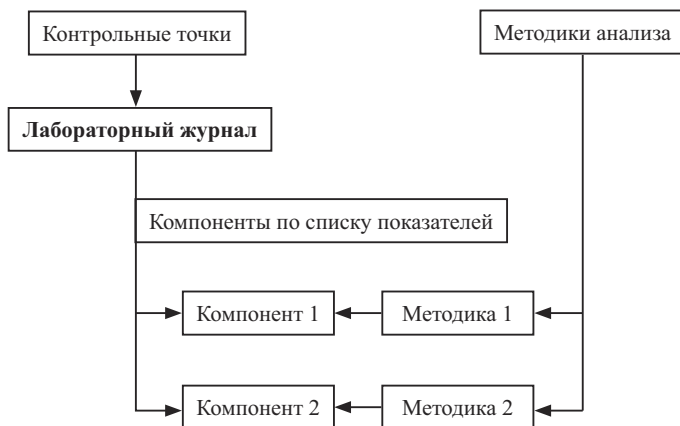 Контрольные точки
Методики анализа
Лабораторный журнал
Компоненты по списку показателей
Компонент 1
Методика 1
Компонент 2
Методика 2